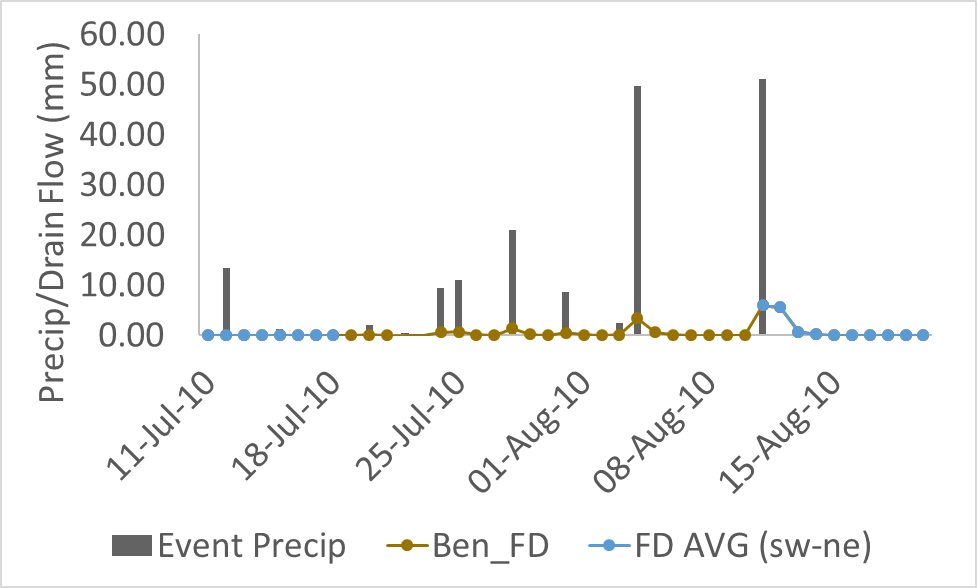 60.00
50.00
40.00
30.00
20.00
10.00
0.00
Precip/Drain Flow (mm)
11-Jul-10
18-Jul-10
25-Jul-10
01-Aug-10
08-Aug-10
15-Aug-10
Event Precip Ben_FD FD AVG (sw-ne)